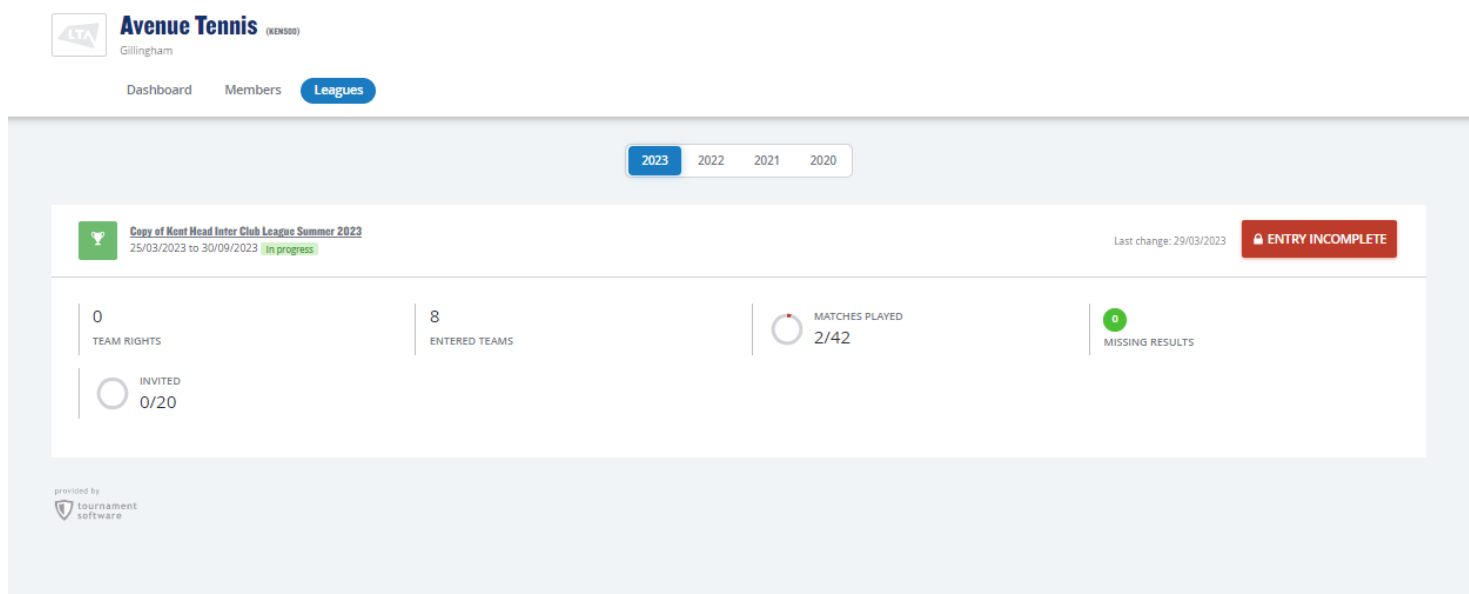 LTA
Avenue Tennis (KEN500)
Gillingham
Dashboard Members Leagues
2023 2022 2021 2020
Copy of Kent Head Inter Club League Summer 2023
25/03/2023 to 30/09/2023 In progress
Last change: 29/03/2023
ENTRY INCOMPLETE
0
TEAM RIGHTS
8
ENTERED TEAMS
MATCHES PLAYED
2/42
0
MISSING RESULTS
INVITED
0/20
provided by
tournament
software